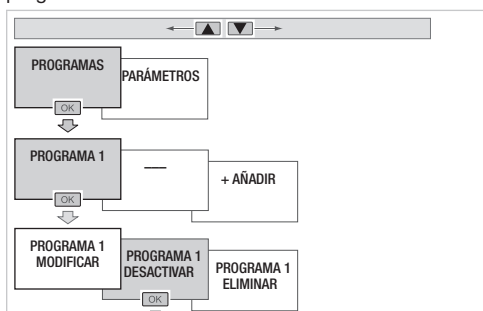 PROGRAMAS
PARÁMETROS
OK
PROGRAMA 1
—
+ AÑADIR
OK
PROGRAMA 1
MODIFICAR
PROGRAMA 1
DESACTIVAR
PROGRAMA 1
ELIMINAR
OK